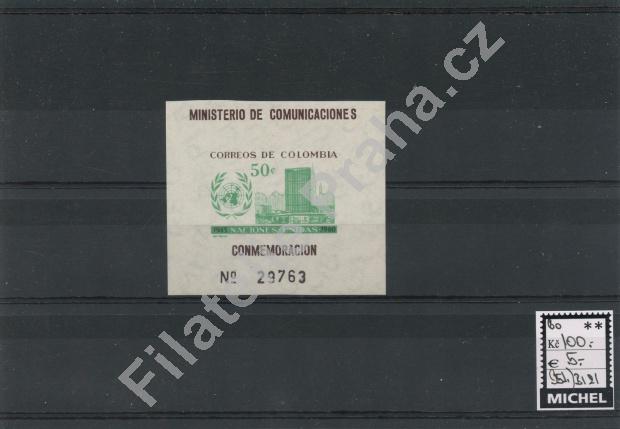 MINISTERIO DE COMUNICACIONES
CORREOS DE COLOMBIA
50c
1945 NACIONES UNIDAS 1960
CONMEMORACION
Nº 29763
Filatelie Praha.cz
60 **
Kč 100.-
€ 5.-
MICHEL